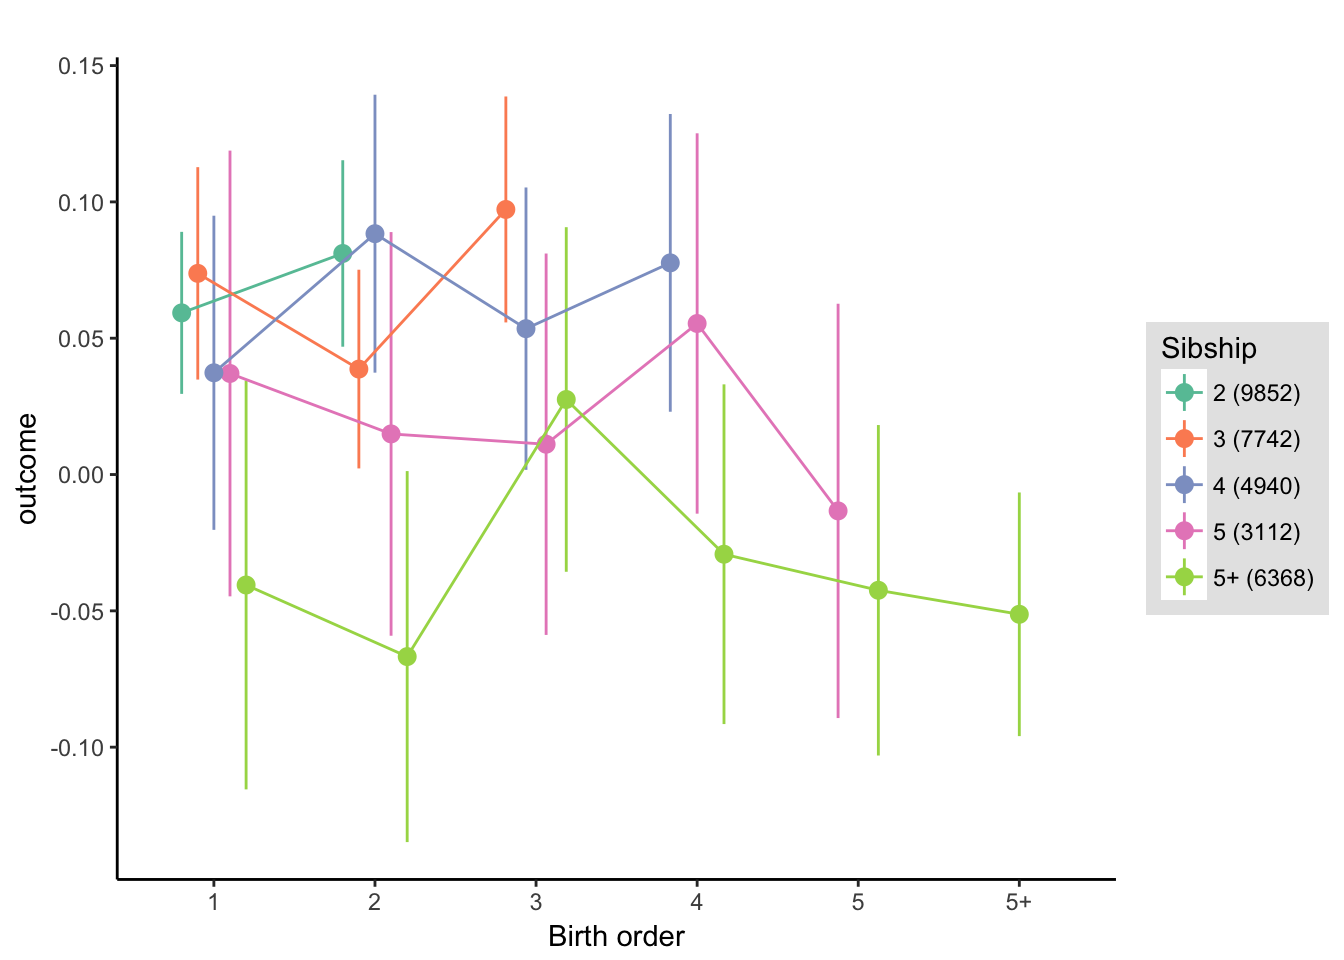 0.15
0.10
0.05
0.00
-0.05
-0.10
outcome
1 2 3 4 5 5+
Birth order
Sibship
2 (9852)
3 (7742)
4 (4940)
5 (3112)
5+ (6368)